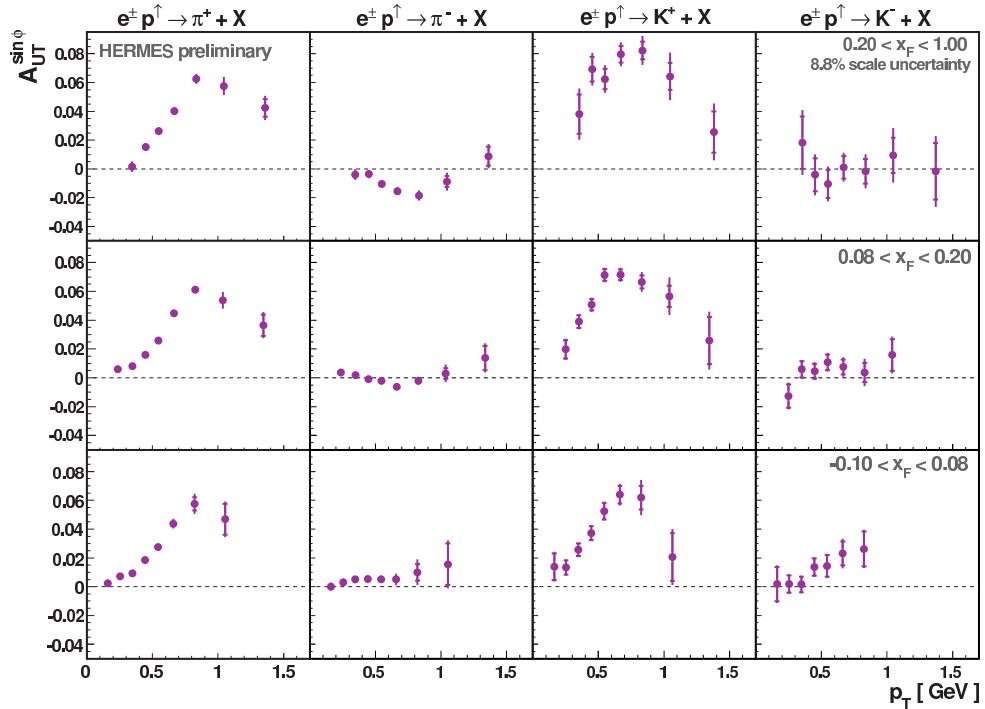 e± p↑ → π+ + X e± p↑ → π- + X e± p↑ → K+ + X e± p↑ → K- + X
A_UT^sin ϕ
HERMES preliminary
0.20 < x_F < 1.00
8.8% scale uncertainty
0.08
0.06
0.04
0.02
0
-0.02
-0.04
0.08 < x_F < 0.20
0.08
0.06
0.04
0.02
0
-0.02
-0.04
-0.10 < x_F < 0.08
0.08
0.06
0.04
0.02
0
-0.02
-0.04
0 0.5 1 1.5 0.5 1 1.5 0.5 1 1.5 0.5 1 1.5
p_T [ GeV ]